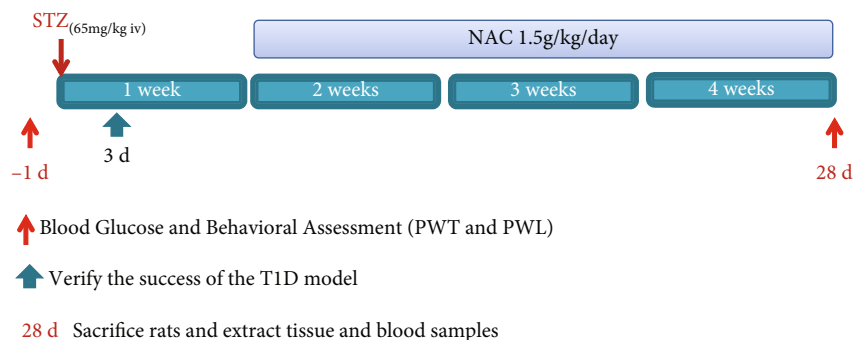 STZ(65mg/kg iv)
NAC 1.5g/kg/day
1 week
2 weeks
3 weeks
4 weeks
3 d
–1 d
28 d
Blood Glucose and Behavioral Assessment (PWT and PWL)
Verify the success of the T1D model
28 d Sacrifice rats and extract tissue and blood samples